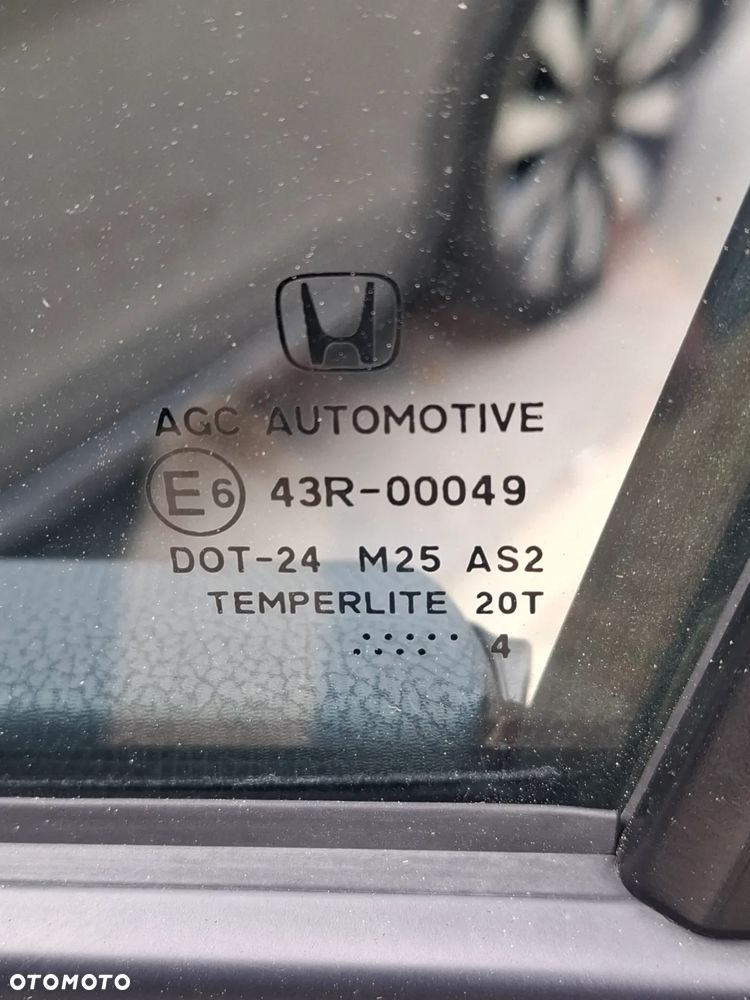 AGC AUTOMOTIVE
E6 43R-00049
DOT-24 M25 AS2
TEMPERLITE 20T
4
OTOMOTO